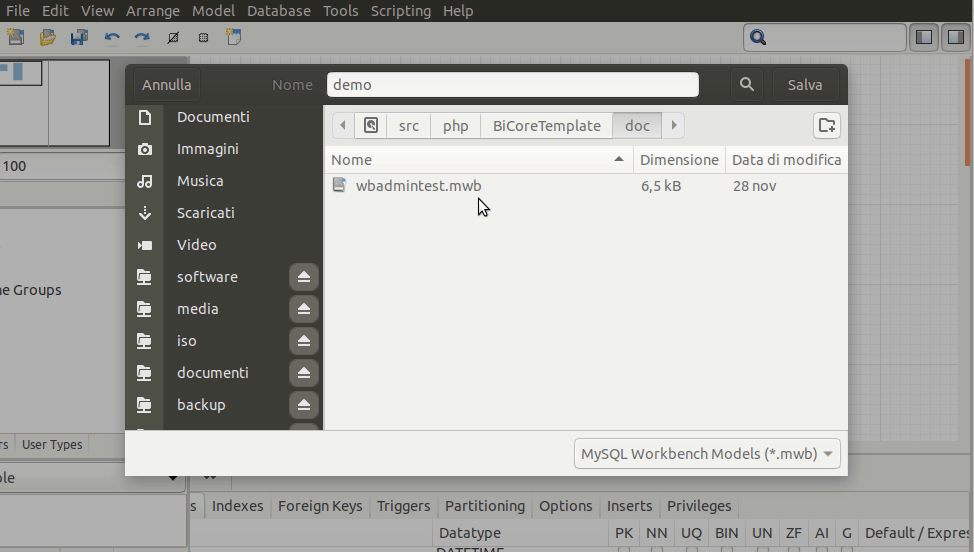 File Edit View Arrange Model Database Tools Scripting Help
Annulla Nome demo Salva
Documenti
src php BiCoreTemplate doc
Immagini
Nome Dimensione Data di modifica
100
Musica
wbadmintest.mwb 6,5 kB 28 nov
Scaricati
Video
software
Groups
media
iso
documenti
backup
User Types
MySQL Workbench Models (*.mwb)
Indexes Foreign Keys Triggers Partitioning Options Inserts Privileges
Datatype PK NN UQ BIN UN ZF AI G Default / Expres
DATETIME